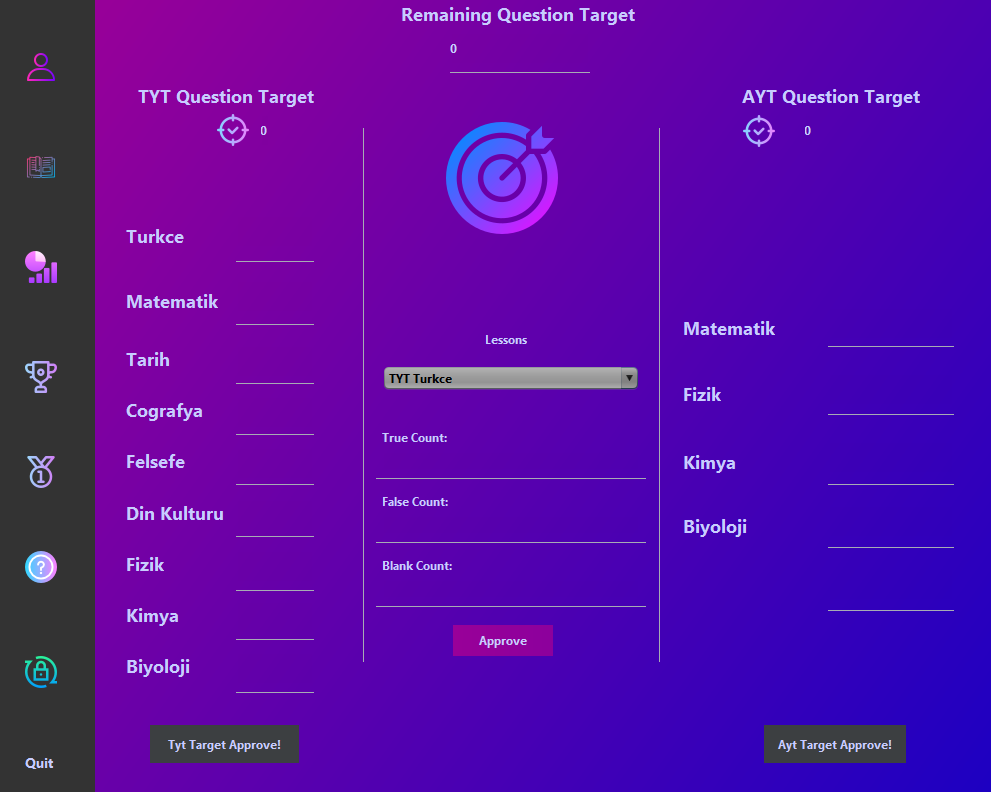 Remaining Question Target
0
TYT Question Target
0
Turkce
Matematik
Tarih
Cografya
Felsefe
Din Kulturu
Fizik
Kimya
Biyoloji
Tyt Target Approve!
Lessons
TYT Turkce
True Count:
False Count:
Blank Count:
Approve
AYT Question Target
0
Matematik
Fizik
Kimya
Biyoloji
Ayt Target Approve!
1
?
Quit